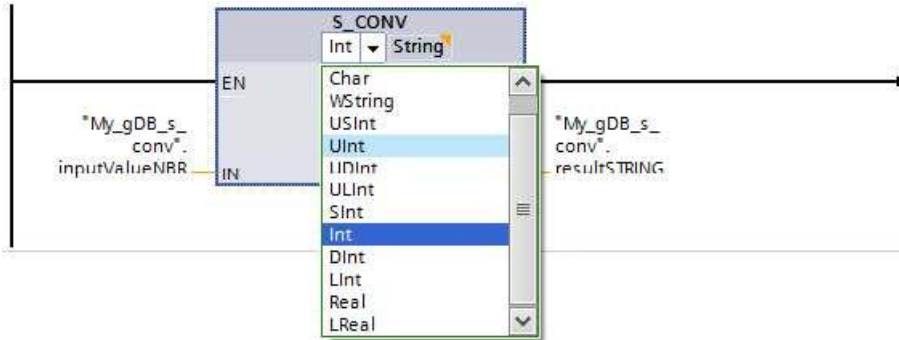 S_CONV
Int String
EN
"My_gDB_s_
conv".
inputValueNBR
IN
Char
WString
USInt
UInt
UDInt
ULInt
SInt
Int
DInt
LInt
Real
LReal
"My_gDB_s_
conv".
resultSTRING